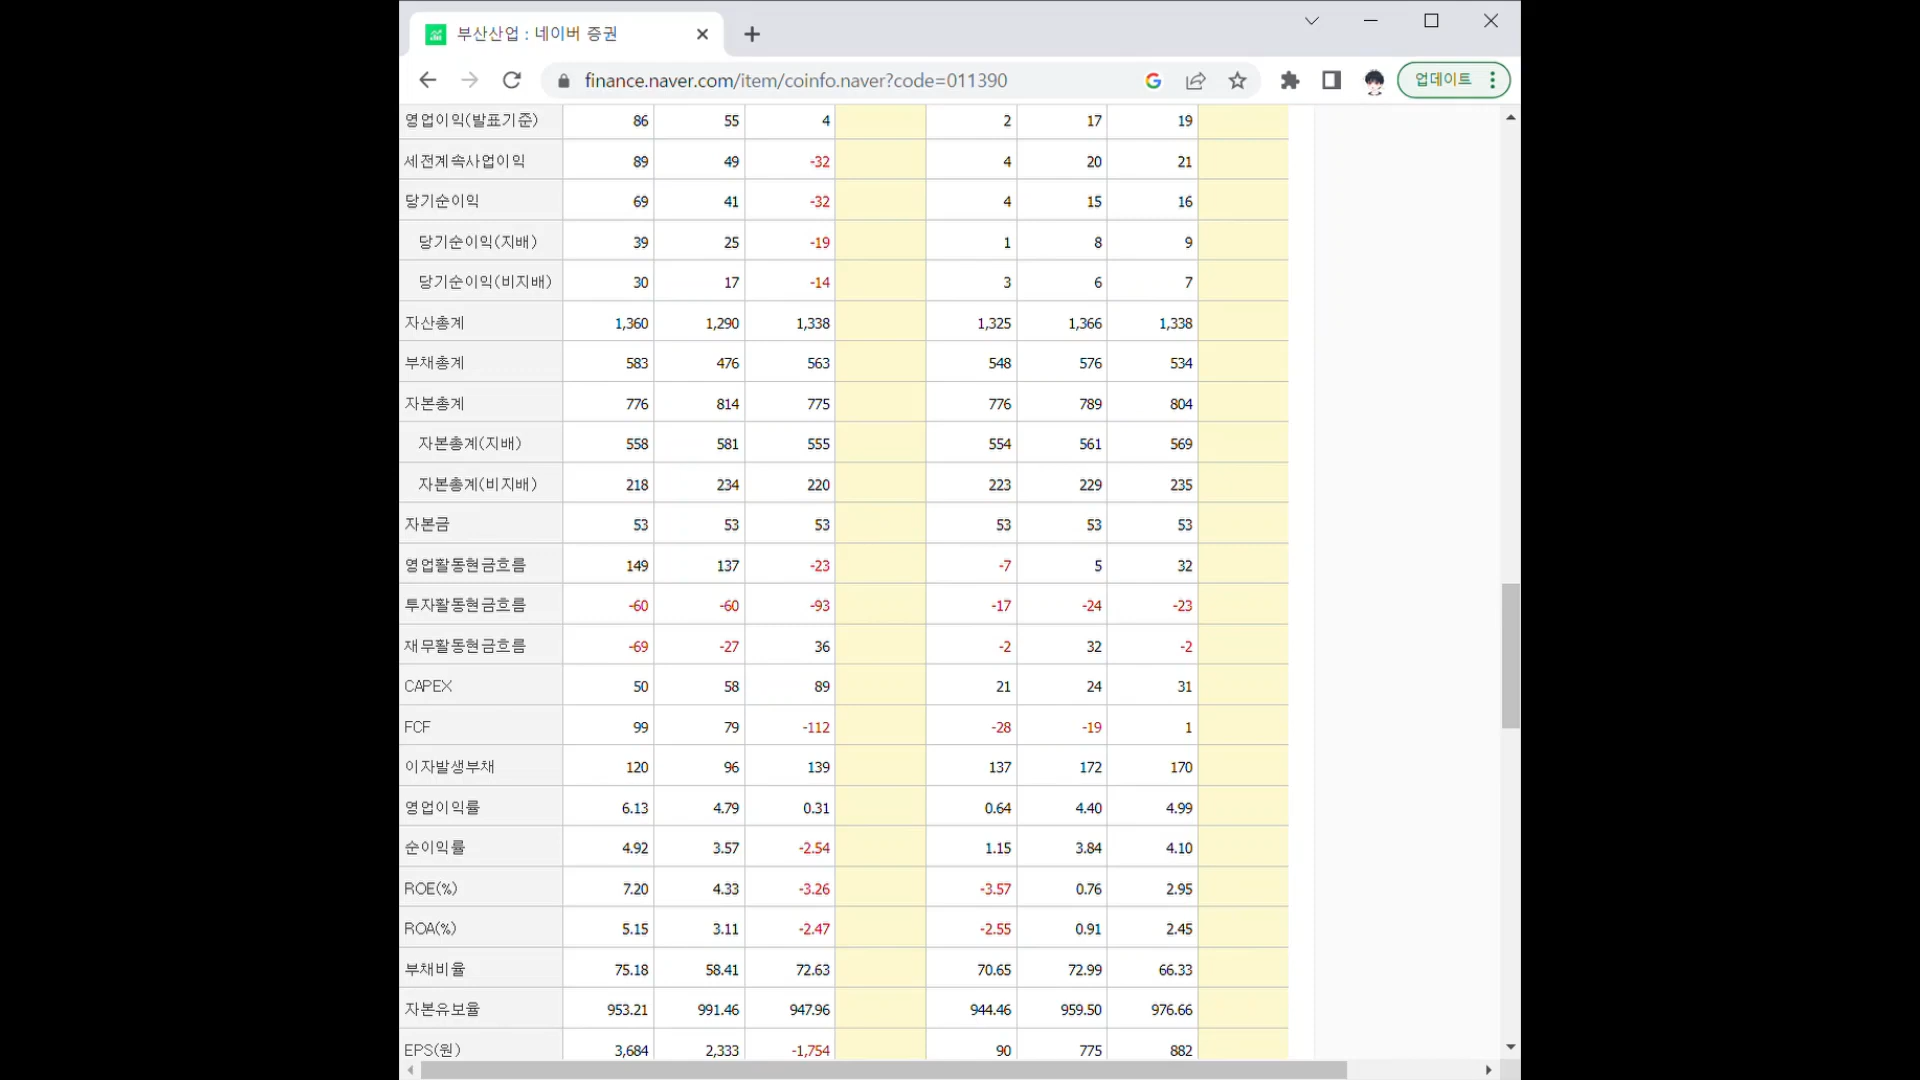 부산산업 : 네이버 증권
finance.naver.com/item/coinfo.naver?code=011390
업데이트
영업이익(발표기준) 86 55 4 2 17 19
세전계속사업이익 89 49 -32 4 20 21
당기순이익 69 41 -32 4 15 16
당기순이익(지배) 39 25 -19 1 8 9
당기순이익(비지배) 30 17 -14 3 6 7
자산총계 1,360 1,290 1,338 1,325 1,366 1,338
부채총계 583 476 563 548 576 534
자본총계 776 814 775 776 789 804
자본총계(지배) 558 581 555 554 561 569
자본총계(비지배) 218 234 220 223 229 235
자본금 53 53 53 53 53 53
영업활동현금흐름 149 137 -23 -7 5 32
투자활동현금흐름 -60 -60 -93 -17 -24 -23
재무활동현금흐름 -69 -27 36 -2 32 -2
CAPEX 50 58 89 21 24 31
FCF 99 79 -112 -28 -19 1
이자발생부채 120 96 139 137 172 170
영업이익률 6.13 4.79 0.31 0.64 4.40 4.99
순이익률 4.92 3.57 -2.54 1.15 3.84 4.10
ROE(%) 7.20 4.33 -3.26 -3.57 0.76 2.95
ROA(%) 5.15 3.11 -2.47 -2.55 0.91 2.45
부채비율 75.18 58.41 72.63 70.65 72.99 66.33
자본유보율 953.21 991.46 947.96 944.46 959.50 976.66
EPS(원) 3,684 2,333 -1,754 90 775 882